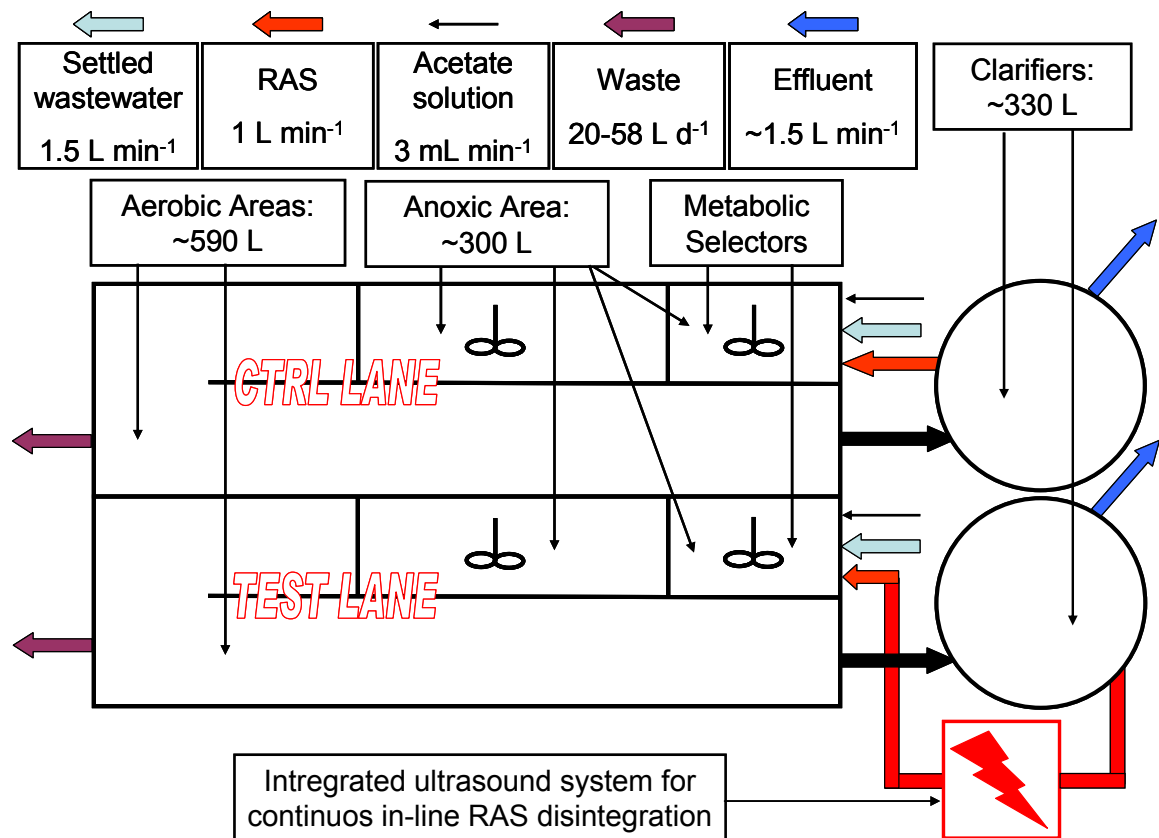 Settled
wastewater
1.5 L min-1
RAS
1 L min-1
Acetate
solution
3 mL min-1
Waste
20-58 L d-1
Effluent
~1.5 L min-1
Clarifiers:
~330 L
Aerobic Areas:
~590 L
Anoxic Area:
~300 L
Metabolic
Selectors
CTRL LANE
TEST LANE
Intregrated ultrasound system for
continuos in-line RAS disintegration